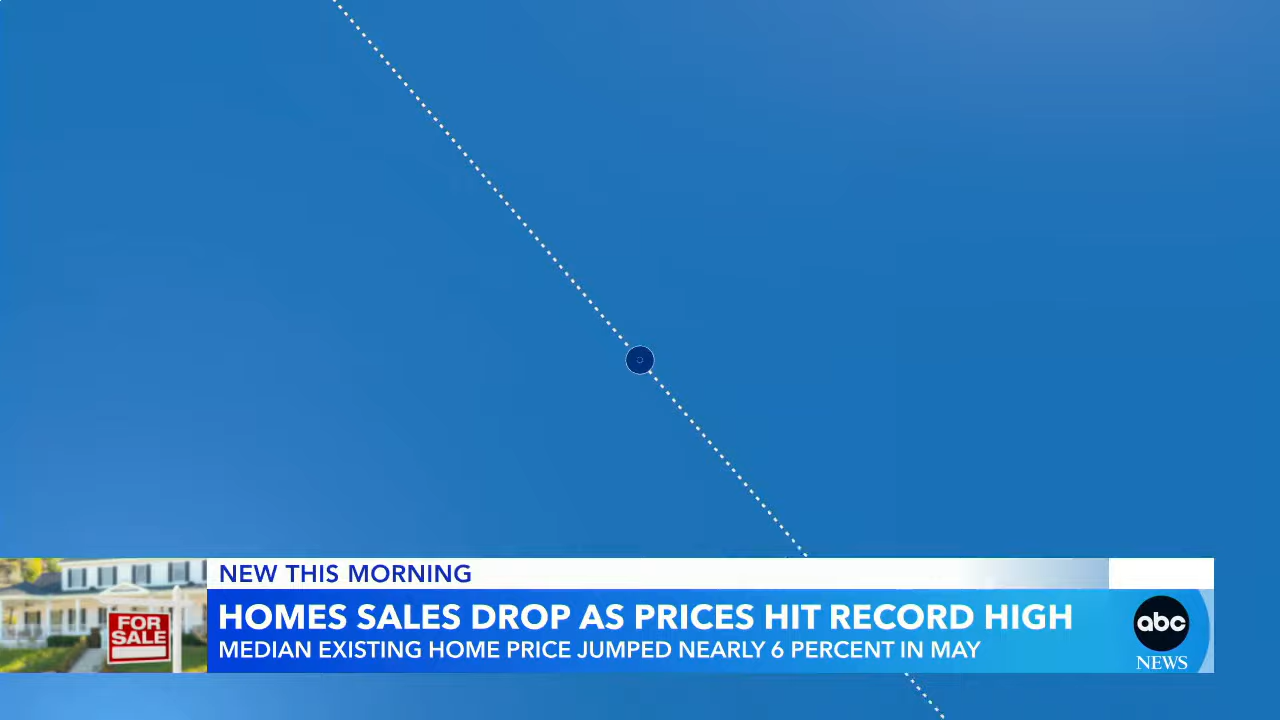 NEW THIS MORNING
FOR
SALE
HOMES SALES DROP AS PRICES HIT RECORD HIGH
MEDIAN EXISTING HOME PRICE JUMPED NEARLY 6 PERCENT IN MAY
abc
NEWS